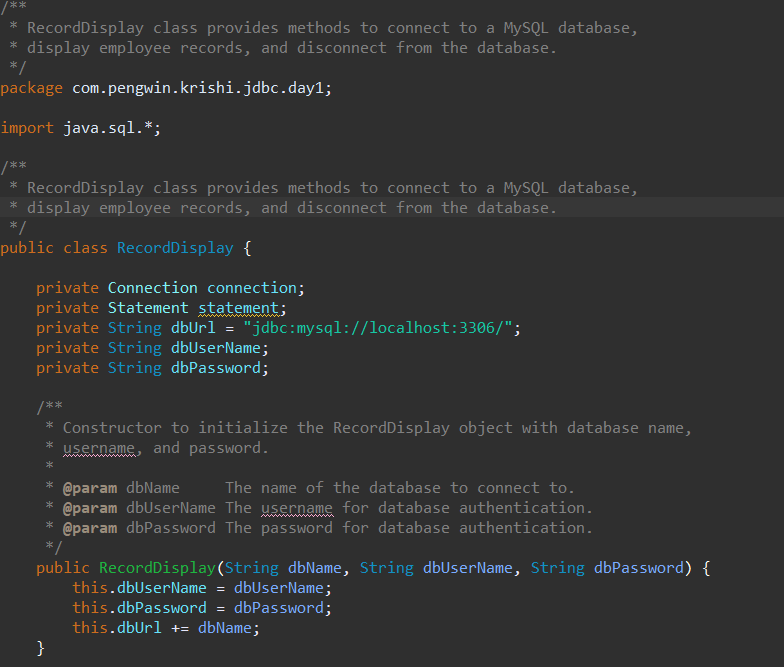 /**
 * RecordDisplay class provides methods to connect to a MySQL database,
 * display employee records, and disconnect from the database.
 */
package com.pengwin.krishi.jdbc.day1;

import java.sql.*;

/**
 * RecordDisplay class provides methods to connect to a MySQL database,
 * display employee records, and disconnect from the database.
 */
public class RecordDisplay {

    private Connection connection;
    private Statement statement;
    private String dbUrl = "jdbc:mysql://localhost:3306/";
    private String dbUserName;
    private String dbPassword;

    /**
     * Constructor to initialize the RecordDisplay object with database name,
     * username, and password.
     *
     * @param dbName     The name of the database to connect to.
     * @param dbUserName The username for database authentication.
     * @param dbPassword The password for database authentication.
     */
    public RecordDisplay(String dbName, String dbUserName, String dbPassword) {
        this.dbUserName = dbUserName;
        this.dbPassword = dbPassword;
        this.dbUrl += dbName;
    }